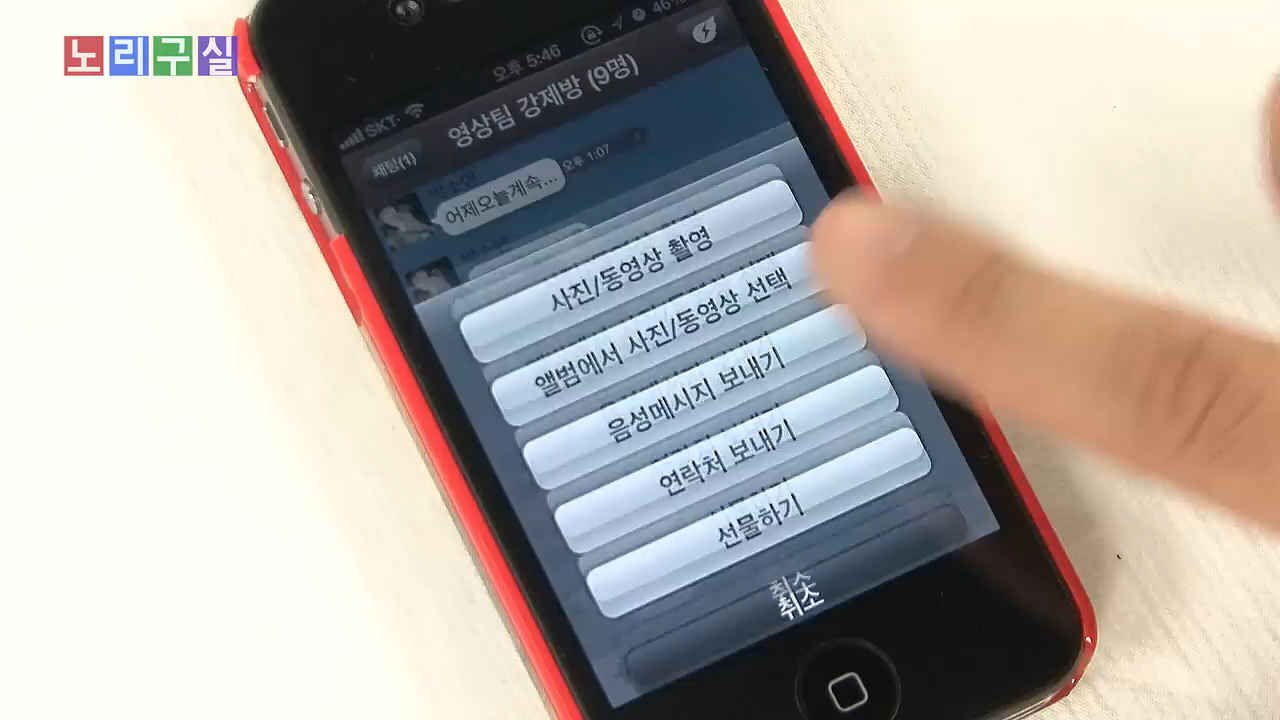 노리구실
SKT
오후 5:46
46%
채팅(1)
영상팀 강제방 (9명)
어제오늘계속...
오후 1:07
사진/동영상 촬영
앨범에서 사진/동영상 선택
음성메시지 보내기
연락처 보내기
선물하기
취소